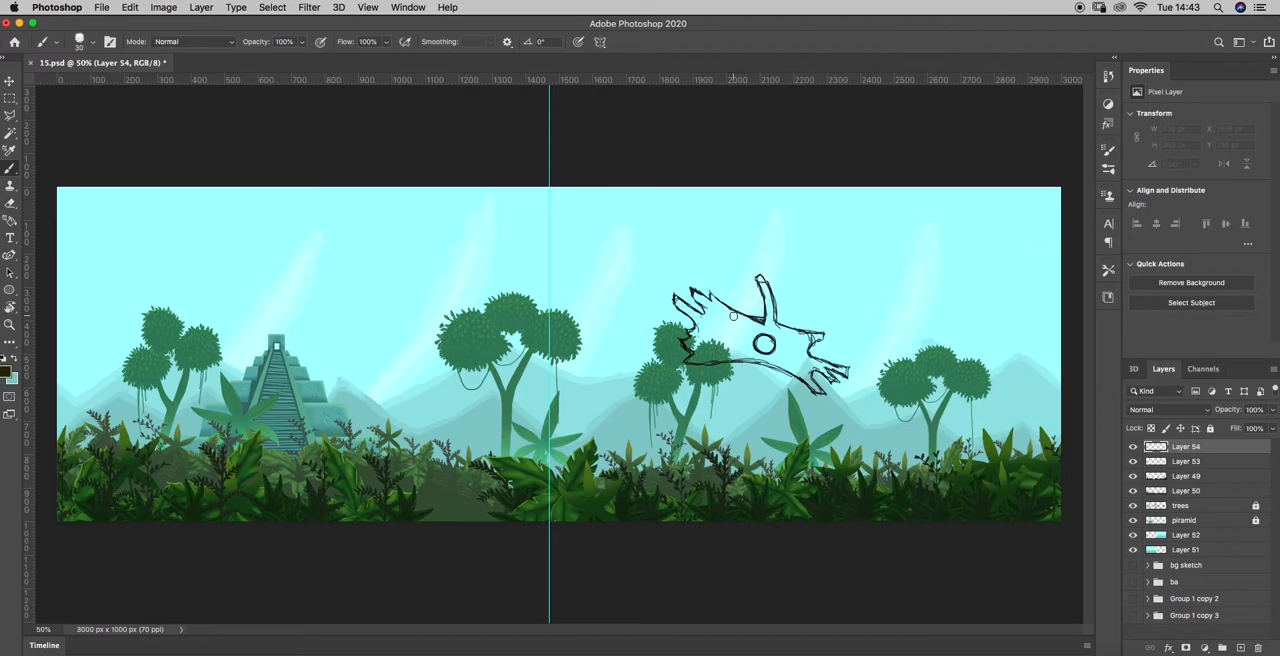 Photoshop File Edit Image Layer Type Select Filter 3D View Window Help Tue 14:43
Adobe Photoshop 2020
30 Mode: Normal Opacity: 100% Flow: 100% Smoothing: 0°
15.psd @ 50% (Layer 54, RGB/8) *
0 100 200 300 400 500 600 700 800 900 1000 1100 1200 1300 1400 1500 1600 1700 1800 1900 2000 2100 2200 2300 2400 2500 2600 2700 2800 2900 3000
Properties
Pixel Layer
Transform
W X
H Y
Align and Distribute
Align:
Quick Actions
Remove Background
Select Subject
3D Layers Channels
Kind
Normal Opacity: 100%
Lock: Fill: 100%
Layer 54
Layer 53
Layer 49
Layer 50
trees
piramid
Layer 52
Layer 51
bg sketch
ba
Group 1 copy 2
Group 1 copy 3
50% 3000 px x 1000 px (70 ppi)
Timeline